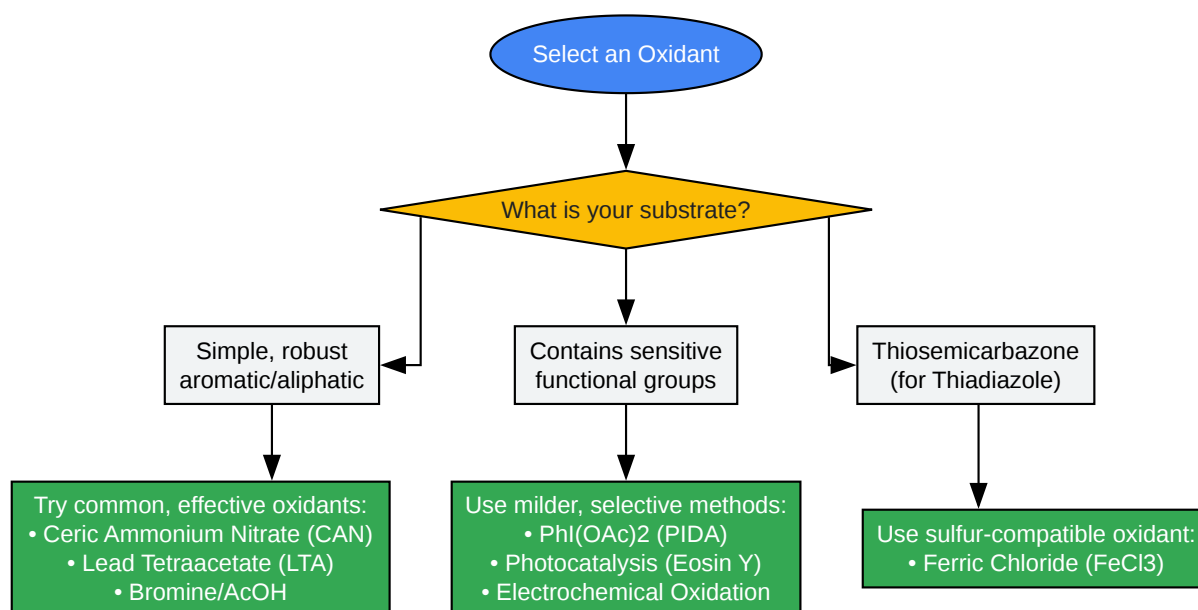 Select an Oxidant
What is your substrate?
Simple, robust
aromatic/aliphatic
Contains sensitive
functional groups
Thiosemicarbazone
(for Thiadiazole)
Try common, effective oxidants:
• Ceric Ammonium Nitrate (CAN)
• Lead Tetraacetate (LTA)
• Bromine/AcOH
Use milder, selective methods:
• PhI(OAc)2 (PIDA)
• Photocatalysis (Eosin Y)
• Electrochemical Oxidation
Use sulfur-compatible oxidant:
• Ferric Chloride (FeCl3)